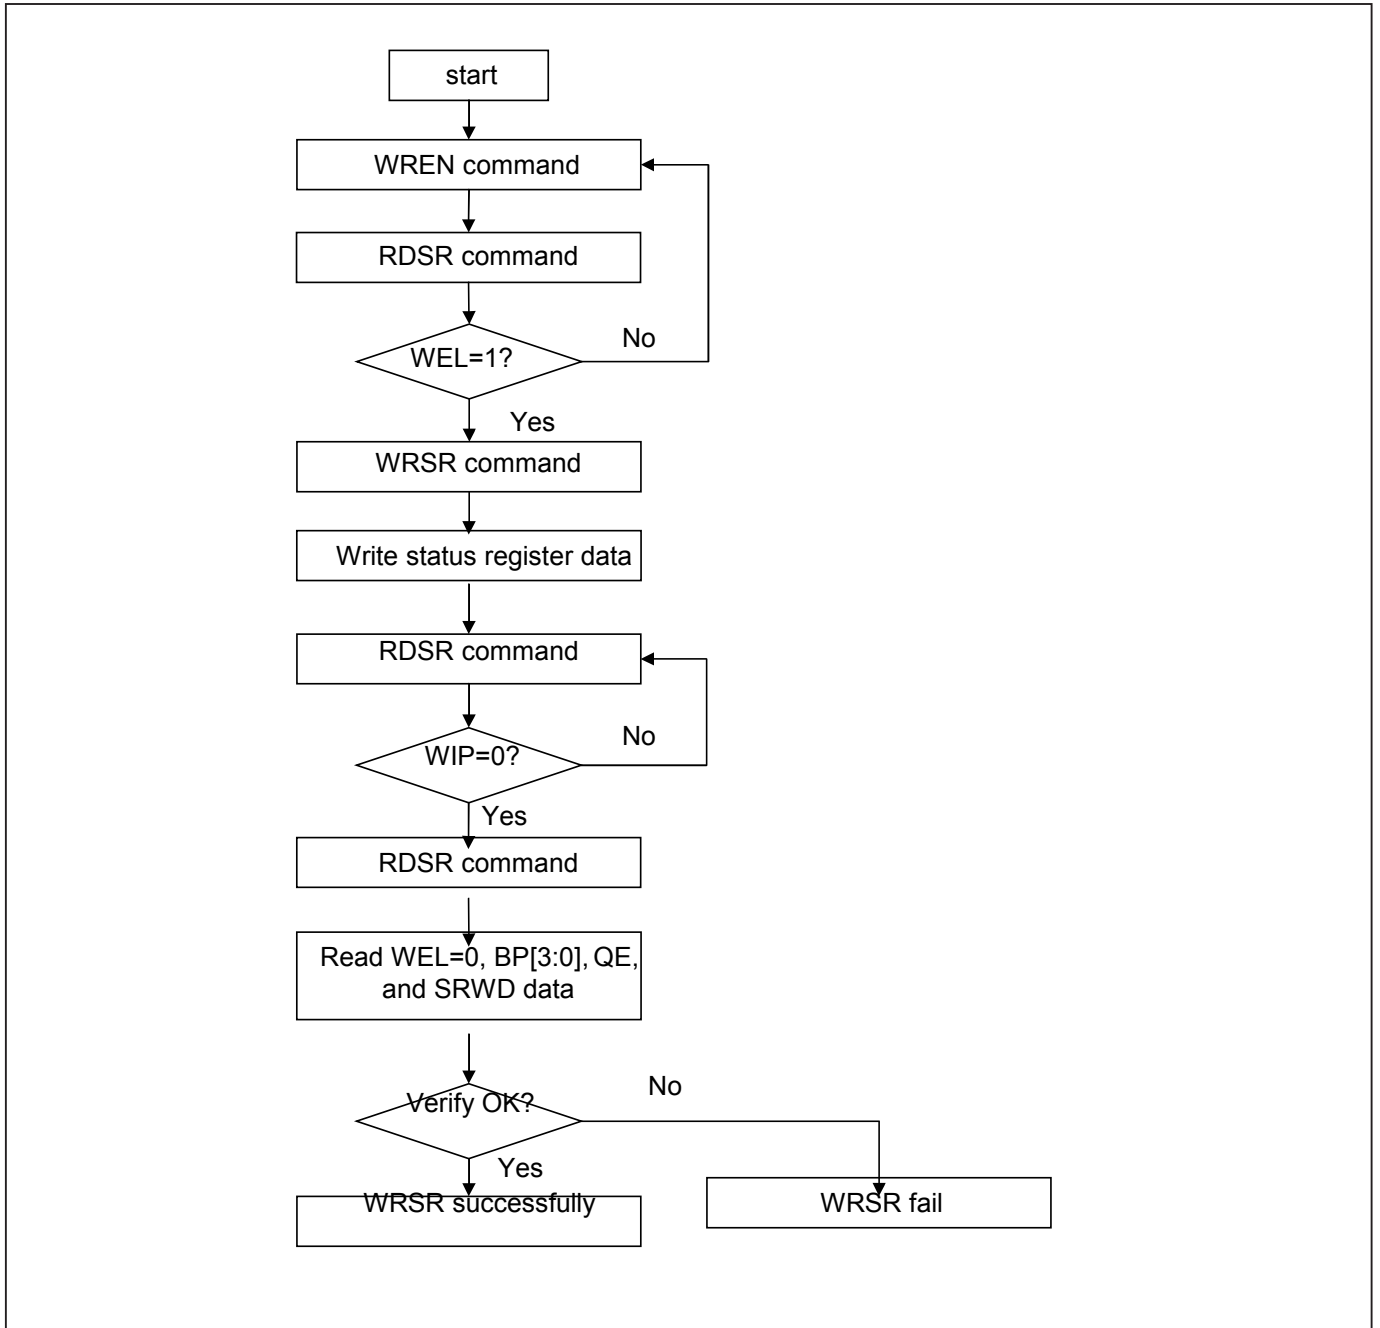 start
WREN command
RDSR command
No
WEL=1?
Yes
WRSR command
Write status register data
RDSR command
No
WIP=0?
Yes
RDSR command
Read WEL=0, BP[3:0], QE,
and SRWD data
No
Verify OK?
Yes
WRSR successfully
WRSR fail